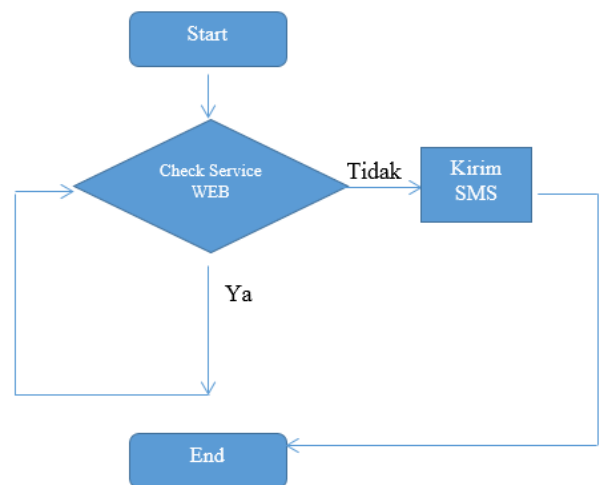 Start
Check Service
WEB
Tidak
Kirim
SMS
Ya
End